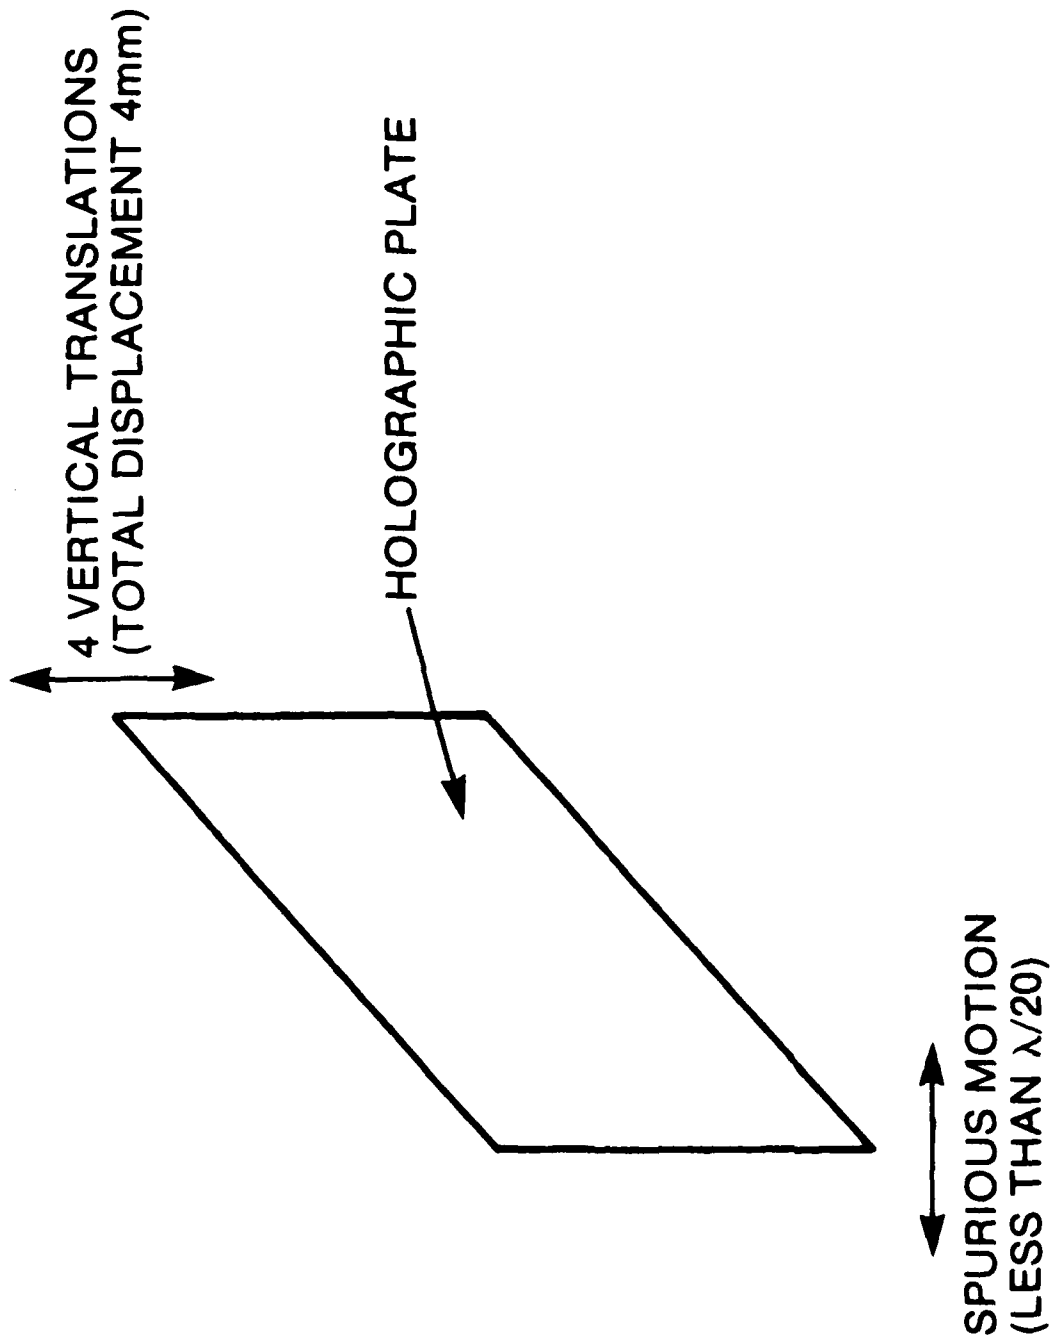 4 VERTICAL TRANSLATIONS
(TOTAL DISPLACEMENT 4mm)
HOLOGRAPHIC PLATE
SPURIOUS MOTION
(LESS THAN λ/20)